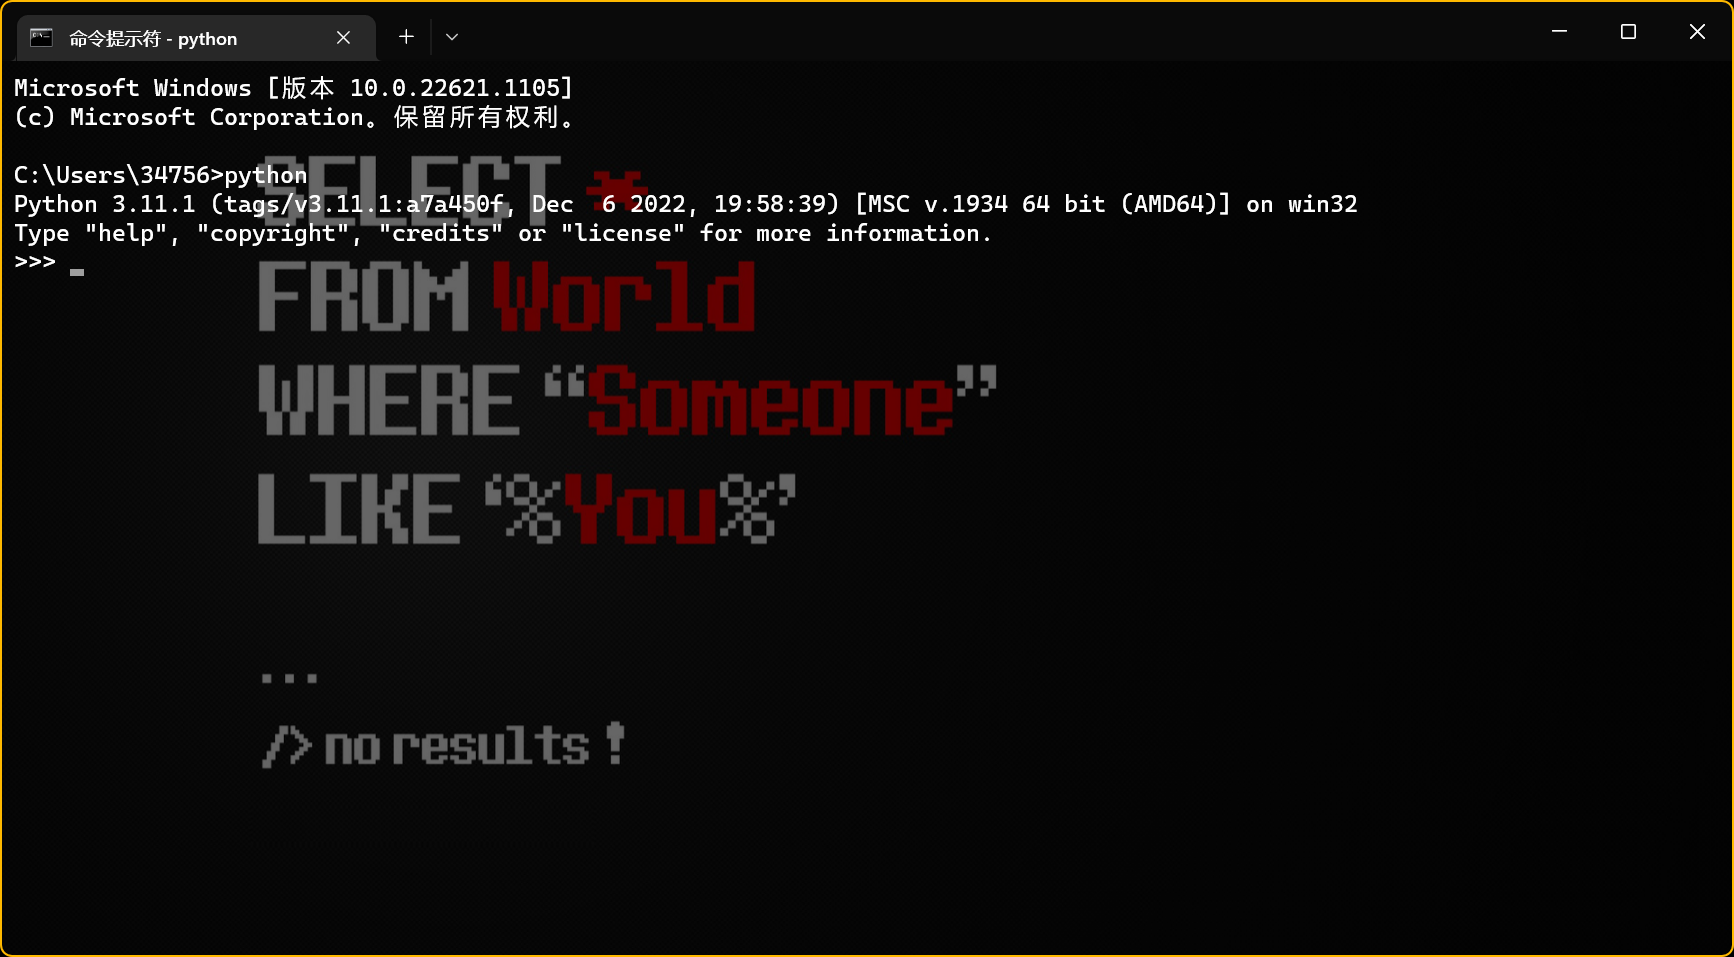 命令提示符 - python
Microsoft Windows [版本 10.0.22621.1105]
(c) Microsoft Corporation。保留所有权利。
C:\Users\34756>python
Python 3.11.1 (tags/v3.11.1:a7a450f, Dec  6 2022, 19:58:39) [MSC v.1934 64 bit (AMD64)] on win32
Type "help", "copyright", "credits" or "license" for more information.
>>>
SELECT *
FROM World
WHERE “Someone”
LIKE ‘%You%’
...
/> no results !